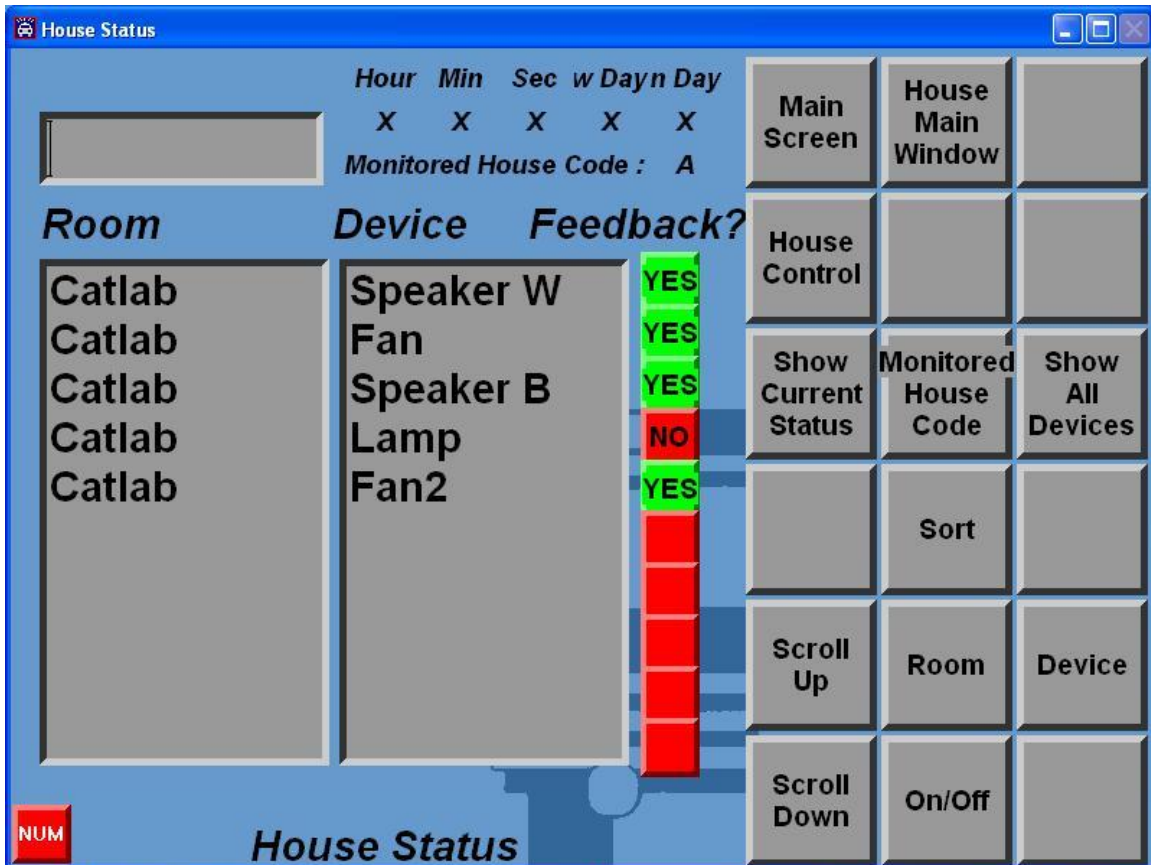 House Status
Hour Min Sec w Day n Day
X X X X X
Monitored House Code : A
Room Device Feedback?
Catlab Speaker W YES
Catlab Fan YES
Catlab Speaker B YES
Catlab Lamp NO
Catlab Fan2 YES
NUM
House Status
Main
Screen
House
Main
Window
House
Control
Show
Current
Status
Monitored
House
Code
Show
All
Devices
Sort
Scroll
Up
Room
Device
Scroll
Down
On/Off